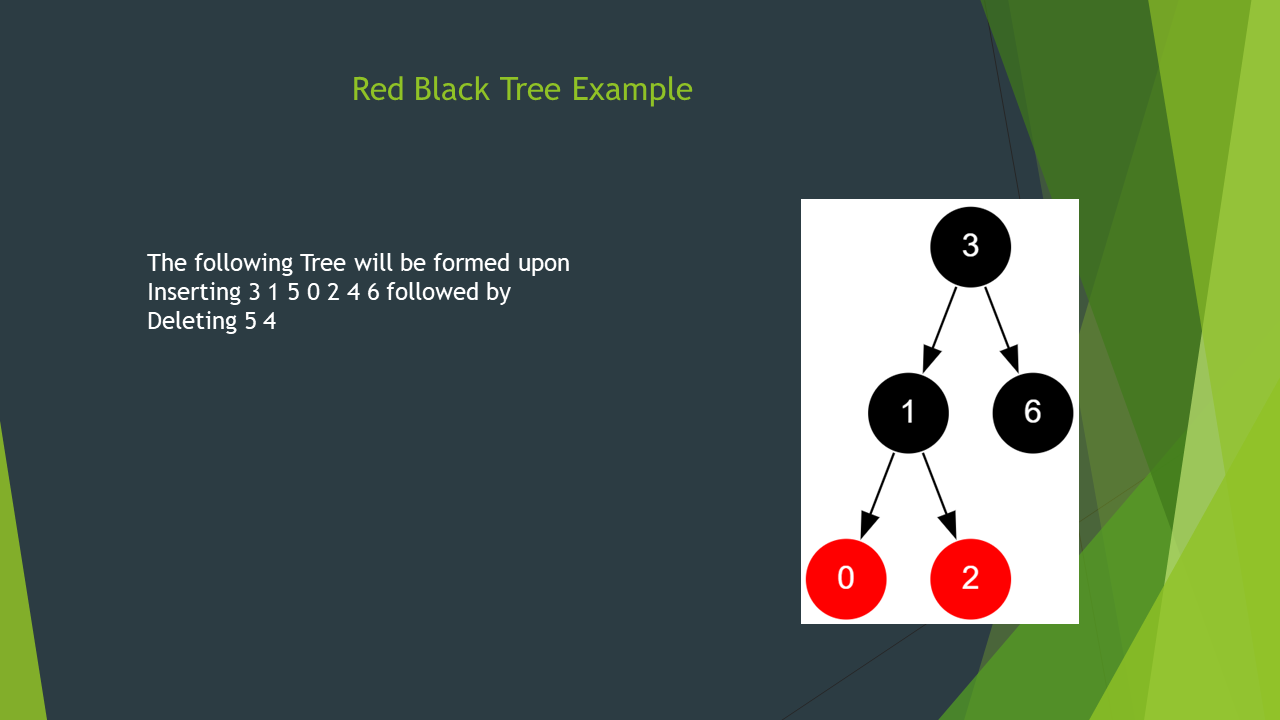 Red Black Tree Example
The following Tree will be formed upon
Inserting 3 1 5 0 2 4 6 followed by
Deleting 5 4
3
1
6
0
2